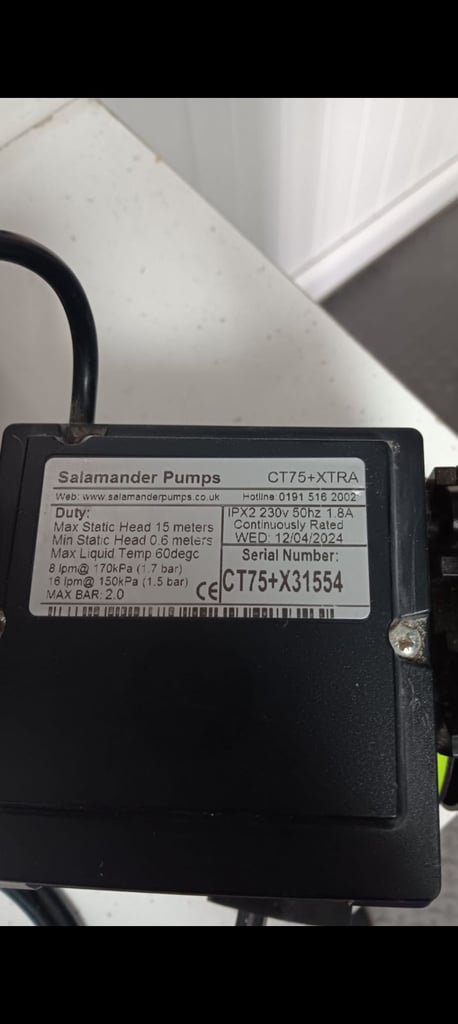 Salamander Pumps CT75+XTRA
Web: www.salamanderpumps.co.uk Hotline 0191 516 2002
Duty:
Max Static Head 15 meters
Min Static Head 0.6 meters
Max Liquid Temp 60degc
8 lpm@ 170kPa (1.7 bar)
16 lpm@ 150kPa (1.5 bar)
MAX BAR: 2.0
CE
IPX2 230v 50hz 1.8A
Continuously Rated
WED: 12/04/2024
Serial Number:
CT75+X31554